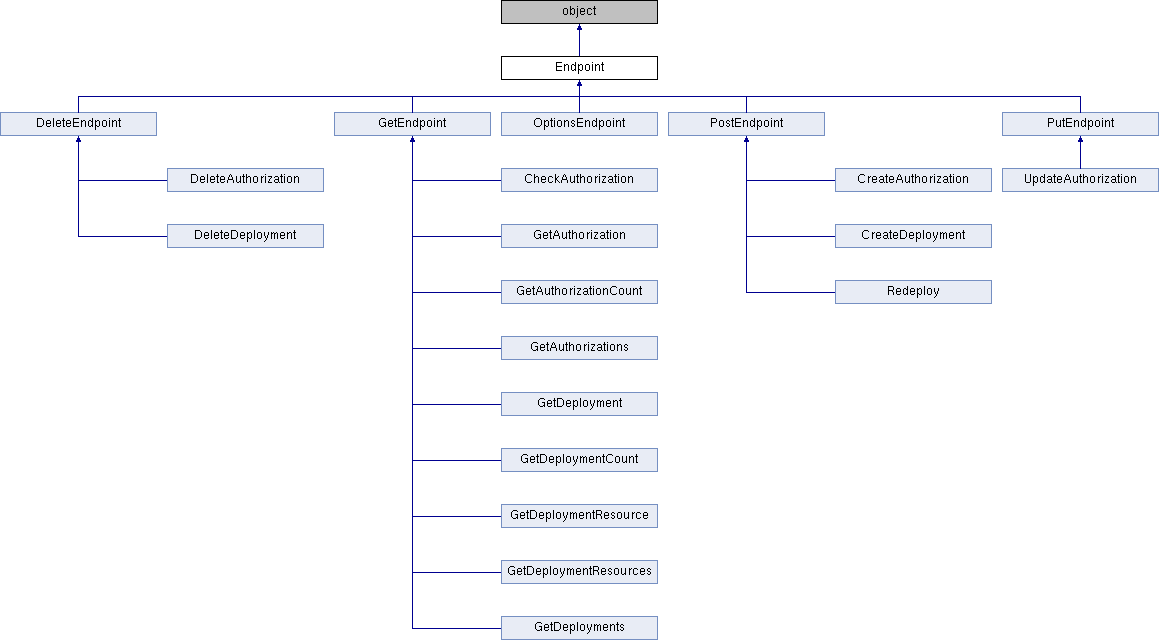 object
Endpoint
DeleteEndpoint
GetEndpoint
OptionsEndpoint
PostEndpoint
PutEndpoint
DeleteAuthorization
CheckAuthorization
CreateAuthorization
UpdateAuthorization
DeleteDeployment
GetAuthorization
CreateDeployment
GetAuthorizationCount
Redeploy
GetAuthorizations
GetDeployment
GetDeploymentCount
GetDeploymentResource
GetDeploymentResources
GetDeployments